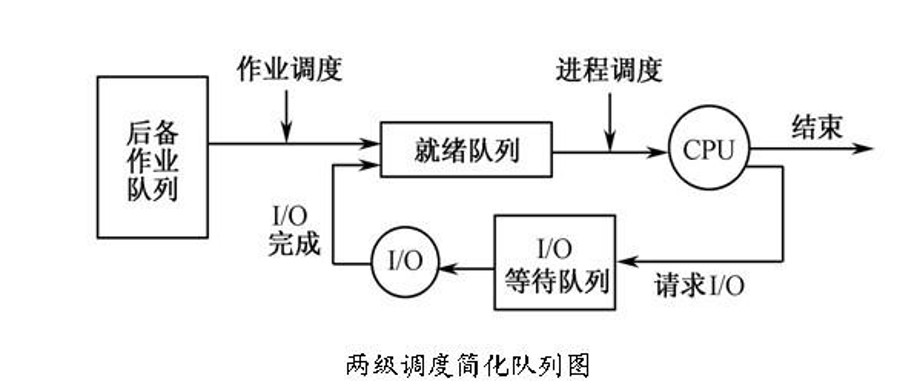 作业调度
进程调度
后备
作业
队列
就绪队列
CPU
结束
I/O
完成
I/O
I/O
等待队列
请求I/O
两级调度简化队列图